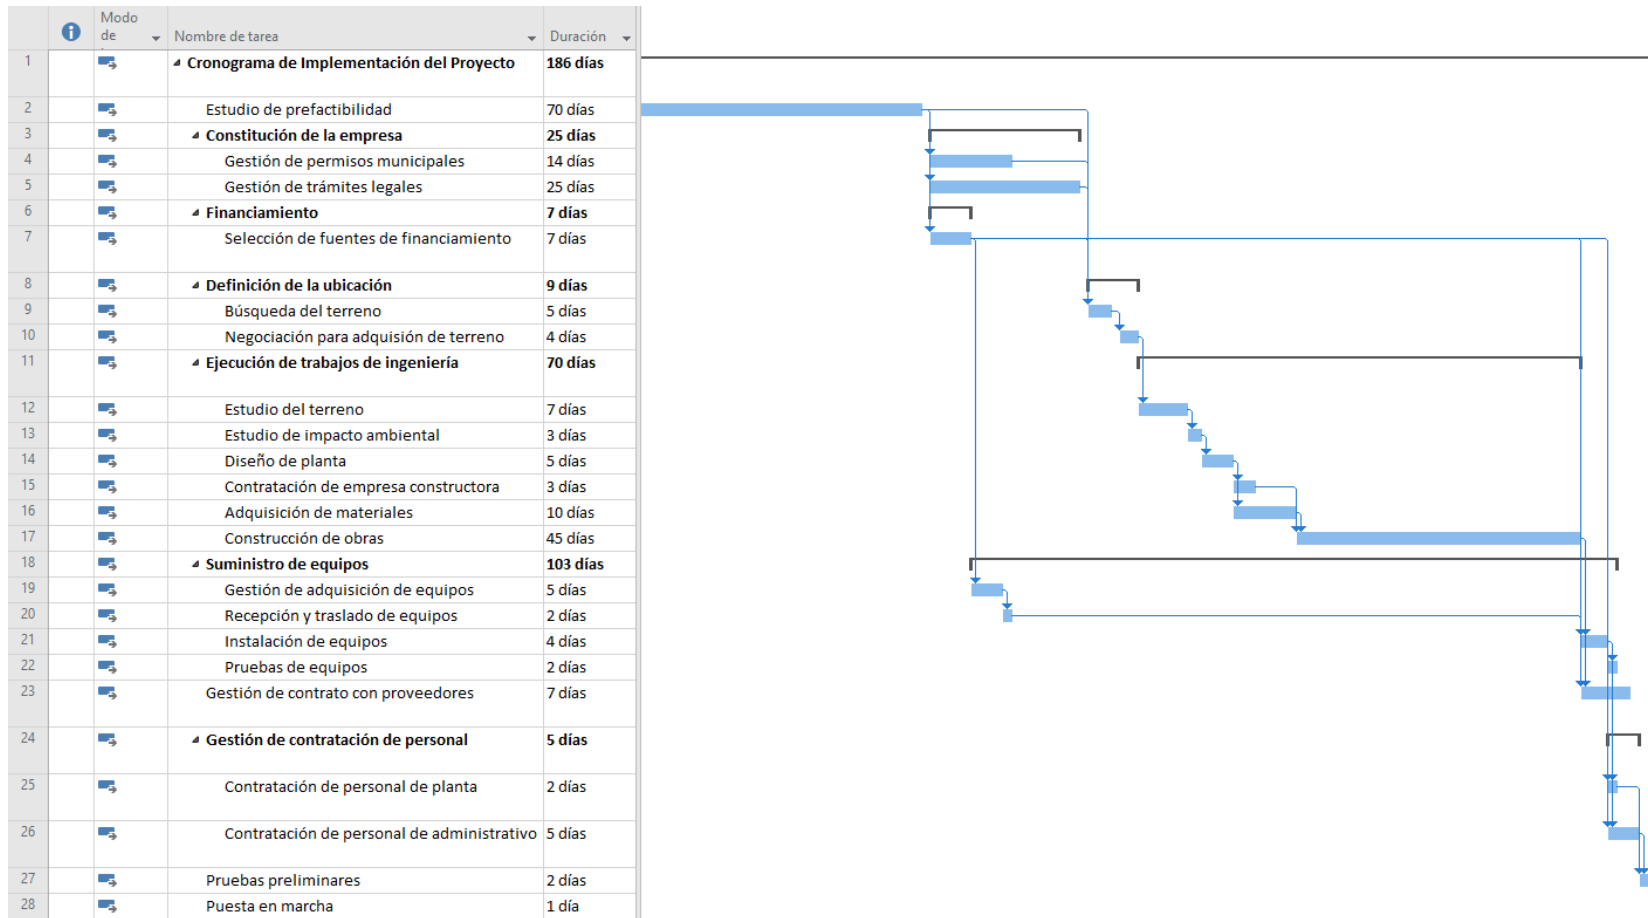 Modo
de
Nombre de tarea
Duración
1 Cronograma de Implementación del Proyecto 186 días
2 Estudio de prefactibilidad 70 días
3 Constitución de la empresa 25 días
4 Gestión de permisos municipales 14 días
5 Gestión de trámites legales 25 días
6 Financiamiento 7 días
7 Selección de fuentes de financiamiento 7 días
8 Definición de la ubicación 9 días
9 Búsqueda del terreno 5 días
10 Negociación para adquisión de terreno 4 días
11 Ejecución de trabajos de ingeniería 70 días
12 Estudio del terreno 7 días
13 Estudio de impacto ambiental 3 días
14 Diseño de planta 5 días
15 Contratación de empresa constructora 3 días
16 Adquisición de materiales 10 días
17 Construcción de obras 45 días
18 Suministro de equipos 103 días
19 Gestión de adquisición de equipos 5 días
20 Recepción y traslado de equipos 2 días
21 Instalación de equipos 4 días
22 Pruebas de equipos 2 días
23 Gestión de contrato con proveedores 7 días
24 Gestión de contratación de personal 5 días
25 Contratación de personal de planta 2 días
26 Contratación de personal de administrativo 5 días
27 Pruebas preliminares 2 días
28 Puesta en marcha 1 día